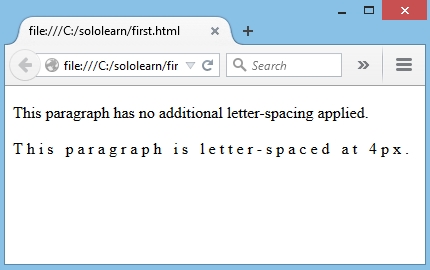 file:///C:/sololearn/first.html
file:///C:/sololearn/fir
Search
This paragraph has no additional letter-spacing applied.
This paragraph is letter-spaced at 4px.